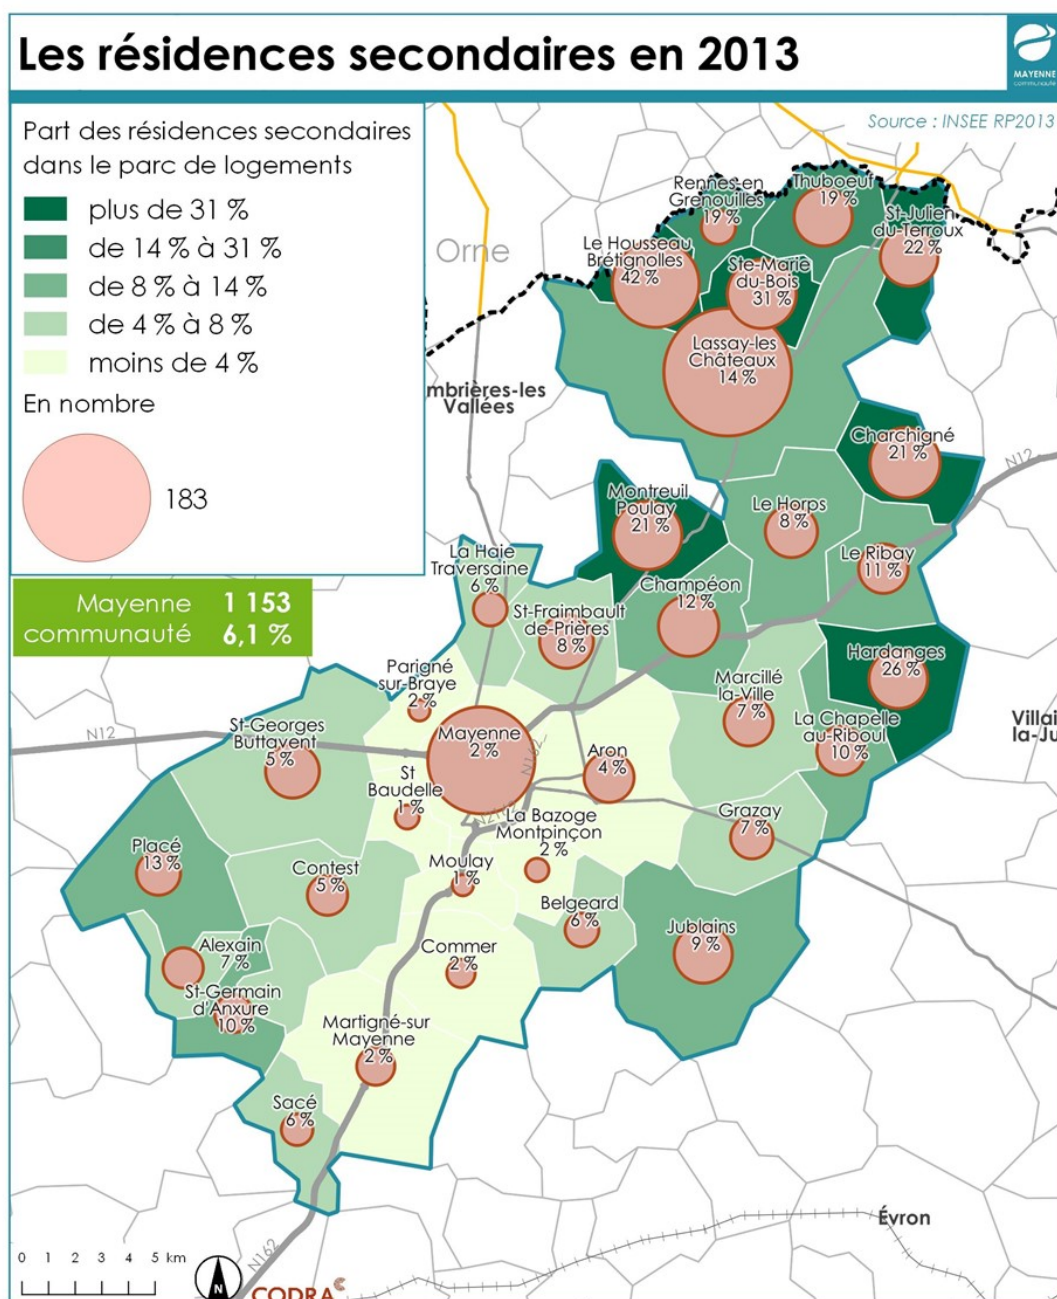 Les résidences secondaires en 2013
MAYENNE
communauté
Source : INSEE RP2013
Part des résidences secondaires
dans le parc de logements
plus de 31 %
de 14 % à 31 %
de 8 % à 14 %
de 4 % à 8 %
moins de 4 %
En nombre
183
Mayenne 1 153
communauté 6,1 %
Orne
Rennes en
Grenouilles
19 %
Thuboeuf
19 %
St-Julien
du-Terroux
22 %
Le Housseau
Brétignolles
42 %
Ste-Marie
du-Bois
31 %
Lassay-les
Châteaux
14 %
mbrières-les
Vallées
Charchigné
21 %
N12
Montreuil
Poulay
21 %
Le Horps
8 %
Le Ribay
11 %
La Haie
Traversaine
6 %
St-Fraimbault
de-Prières
8 %
Champéon
12 %
Hardanges
26 %
Parigné
sur-Braye
2 %
Marcillé
la-Ville
7 %
La Chapelle
au-Riboul
10 %
Villai
la-Ju
N12
St-Georges
Buttavent
5 %
Mayenne
2 %
N162
Aron
4 %
St
Baudelle
1 %
La Bazoge
Montpinçon
2 %
Grazay
7 %
Placé
13 %
Contest
5 %
Moulay
1 %
Belgeard
6 %
Jublains
9 %
Alexain
7 %
Commer
2 %
St-Germain
d'Anxure
10 %
Martigné-sur
Mayenne
2 %
Sacé
6 %
Évron
N162
0 1 2 3 4 5 km
N
CODRA